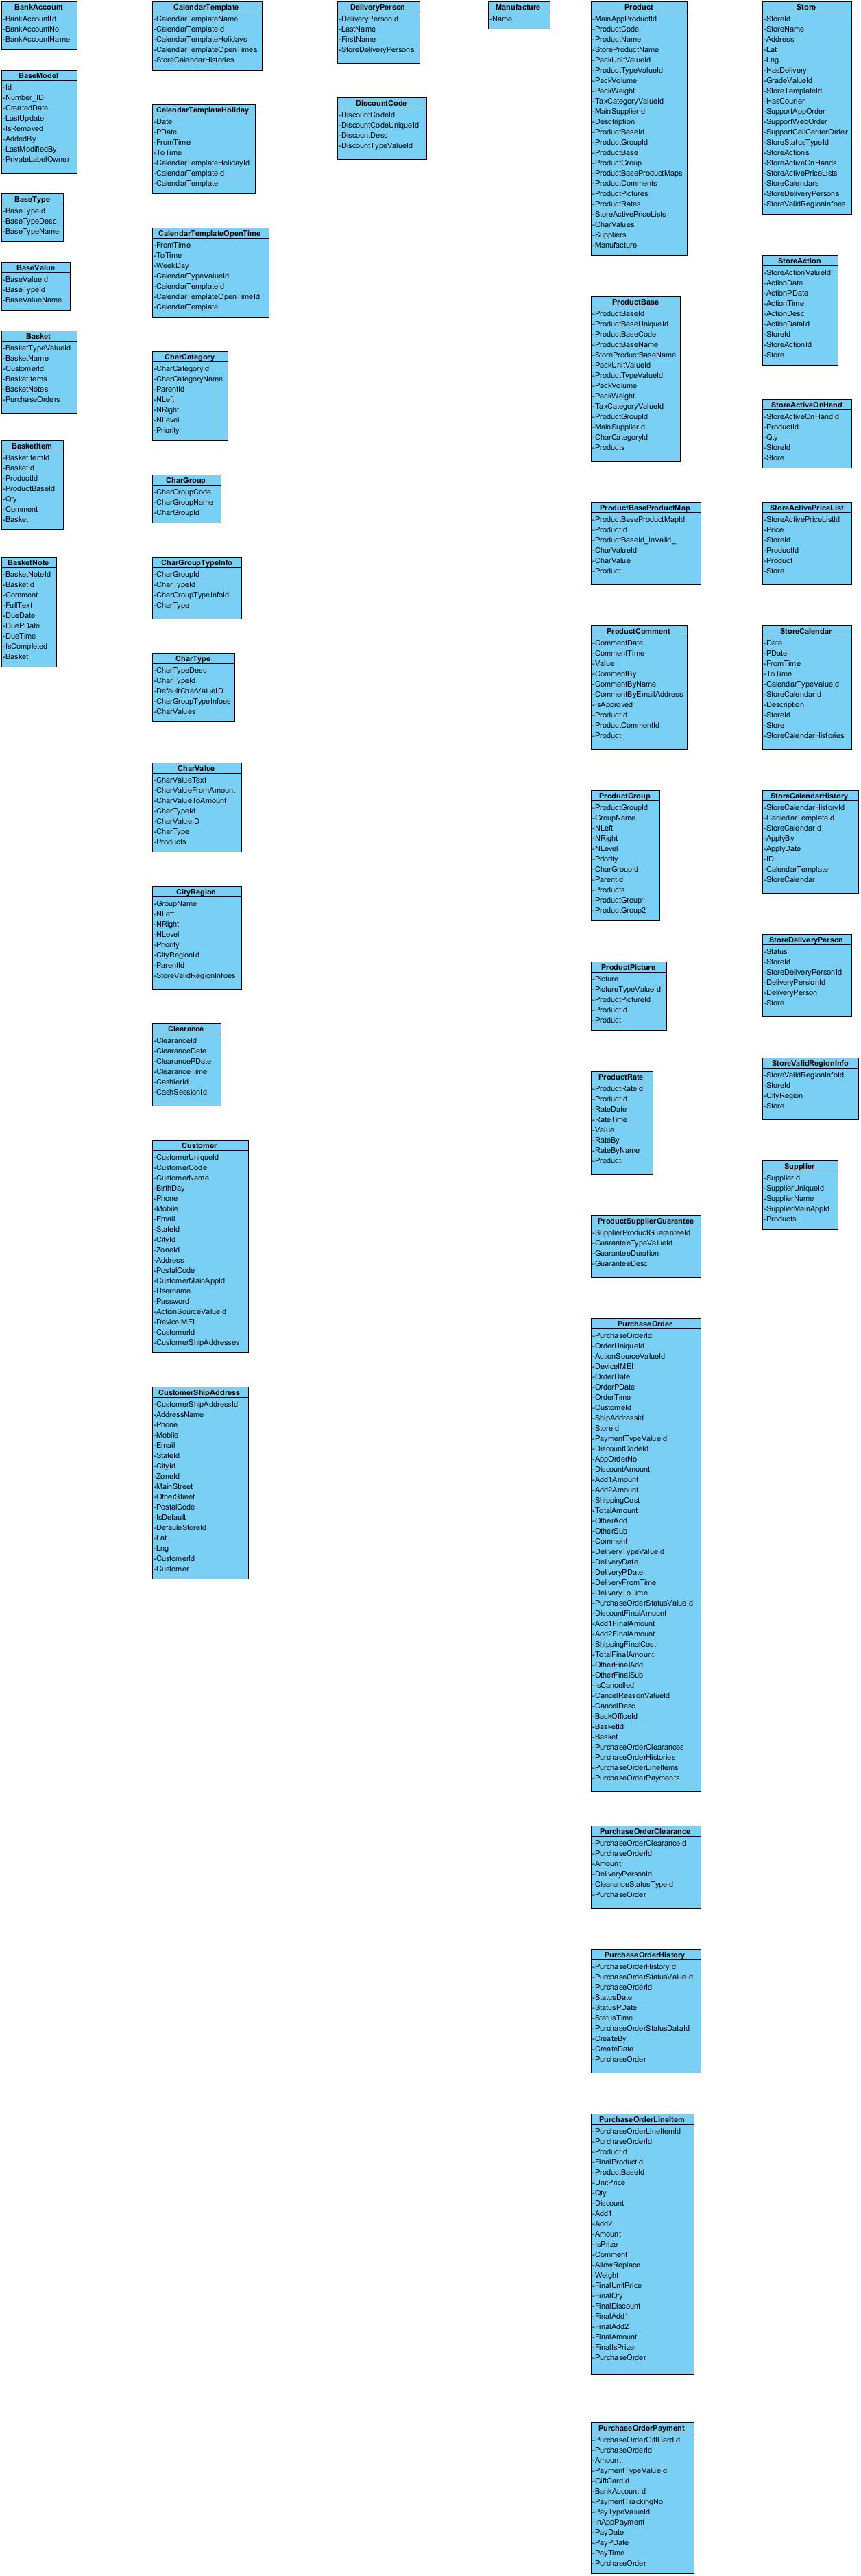 BankAccount
-BankAccountId
-BankAccountNo
-BankAccountName
BaseModel
-Id
-Number_ID
-CreatedDate
-LastUpdate
-IsRemoved
-AddedBy
-LastModifiedBy
-PrivateLabelOwner
BaseType
-BaseTypeId
-BaseTypeDesc
-BaseTypeName
BaseValue
-BaseValueId
-BaseTypeId
-BaseValueName
Basket
-BasketTypeValueId
-BasketName
-CustomerId
-BasketItems
-BasketNotes
-PurchaseOrders
BasketItem
-BasketItemId
-BasketId
-ProductId
-ProductBaseId
-Qty
-Comment
-Basket
BasketNote
-BasketNoteId
-BasketId
-Comment
-FullText
-DueDate
-DuePDate
-DueTime
-IsCompleted
-Basket
CalendarTemplate
-CalendarTemplateName
-CalendarTemplateId
-CalendarTemplateHolidays
-CalendarTemplateOpenTimes
-StoreCalendarHistories
CalendarTemplateHoliday
-Date
-PDate
-FromTime
-ToTime
-CalendarTemplateHolidayId
-CalendarTemplateId
-CalendarTemplate
CalendarTemplateOpenTime
-FromTime
-ToTime
-WeekDay
-CalendarTypeValueId
-CalendarTemplateId
-CalendarTemplateOpenTimeId
-CalendarTemplate
CharCategory
-CharCategoryId
-CharCategoryName
-ParentId
-NLeft
-NRight
-NLevel
-Priority
CharGroup
-CharGroupCode
-CharGroupName
-CharGroupId
CharGroupTypeInfo
-CharGroupId
-CharTypeId
-CharGroupTypeInfoId
-CharType
CharType
-CharTypeDesc
-CharTypeId
-DefaultCharValueID
-CharGroupTypeInfoes
-CharValues
CharValue
-CharValueText
-CharValueFromAmount
-CharValueToAmount
-CharTypeId
-CharValueID
-CharType
-Products
CityRegion
-GroupName
-NLeft
-NRight
-NLevel
-Priority
-CityRegionId
-ParentId
-StoreValidRegionInfoes
Clearance
-ClearanceId
-ClearanceDate
-ClearancePDate
-ClearanceTime
-CashierId
-CashSessionId
Customer
-CustomerUniqueId
-CustomerCode
-CustomerName
-BirthDay
-Phone
-Mobile
-Email
-StateId
-CityId
-ZoneId
-Address
-PostalCode
-CustomerMainAppId
-Username
-Password
-ActionSourceValueId
-DeviceIMEI
-CustomerId
-CustomerShipAddresses
CustomerShipAddress
-CustomerShipAddressId
-AddressName
-Phone
-Mobile
-Email
-StateId
-CityId
-ZoneId
-MainStreet
-OtherStreet
-PostalCode
-IsDefault
-DefauleStoreId
-Lat
-Lng
-CustomerId
-Customer
DeliveryPerson
-DeliveryPersonId
-LastName
-FirstName
-StoreDeliveryPersons
DiscountCode
-DiscountCodeId
-DiscountCodeUniqueId
-DiscountDesc
-DiscountTypeValueId
Manufacture
-Name
Product
-MainAppProductId
-ProductCode
-ProductName
-StoreProductName
-PackUnitValueId
-ProductTypeValueId
-PackVolume
-PackWeight
-TaxCategoryValueId
-MainSupplierId
-Desctription
-ProductBaseId
-ProductGroupId
-ProductBase
-ProductGroup
-ProductBaseProductMaps
-ProductComments
-ProductPictures
-ProductRates
-StoreActivePriceLists
-CharValues
-Suppliers
-Manufacture
ProductBase
-ProductBaseId
-ProductBaseUniqueId
-ProductBaseCode
-ProductBaseName
-StoreProductBaseName
-PackUnitValueId
-ProductTypeValueId
-PackVolume
-PackWeight
-TaxCategoryValueId
-ProductGroupId
-MainSupplierId
-CharCategoryId
-Products
ProductBaseProductMap
-ProductBaseProductMapId
-ProductId
-ProductBaseId_InValid_
-CharValueId
-CharValue
-Product
ProductComment
-CommentDate
-CommentTime
-Value
-CommentBy
-CommentByName
-CommentByEmailAddress
-IsApproved
-ProductId
-ProductCommentId
-Product
ProductGroup
-ProductGroupId
-GroupName
-NLeft
-NRight
-NLevel
-Priority
-CharGroupId
-ParentId
-Products
-ProductGroup1
-ProductGroup2
ProductPicture
-Picture
-PictureTypeValueId
-ProductPictureId
-ProductId
-Product
ProductRate
-ProductRateId
-ProductId
-RateDate
-RateTime
-Value
-RateBy
-RateByName
-Product
ProductSupplierGuarantee
-SupplierProductGuaranteeId
-GuaranteeTypeValueId
-GuaranteeDuration
-GuaranteeDesc
PurchaseOrder
-PurchaseOrderId
-OrderUniqueId
-ActionSourceValueId
-DeviceIMEI
-OrderDate
-OrderPDate
-OrderTime
-CustomeId
-ShipAddressId
-StoreId
-PaymentTypeValueId
-DiscountCodeId
-AppOrderNo
-DiscountAmount
-Add1Amount
-Add2Amount
-ShippingCost
-TotalAmount
-OtherAdd
-OtherSub
-Comment
-DeliveryTypeValueId
-DeliveryDate
-DeliveryPDate
-DeliveryFromTime
-DeliveryToTime
-PurchaseOrderStatusValueId
-DiscountFinalAmount
-Add1FinalAmount
-Add2FinalAmount
-ShippingFinalCost
-TotalFinalAmount
-OtherFinalAdd
-OtherFinalSub
-IsCancelled
-CancelReasonValueId
-CancelDesc
-BackOfficeId
-BasketId
-Basket
-PurchaseOrderClearances
-PurchaseOrderHistories
-PurchaseOrderLineItems
-PurchaseOrderPayments
PurchaseOrderClearance
-PurchaseOrderClearanceId
-PurchaseOrderId
-Amount
-DeliveryPersonId
-ClearanceStatusTypeId
-PurchaseOrder
PurchaseOrderHistory
-PurchaseOrderHistoryId
-PurchaseOrderStatusValueId
-PurchaseOrderId
-StatusDate
-StatusPDate
-StatusTime
-PurchaseOrderStatusDataId
-CreateBy
-CreateDate
-PurchaseOrder
PurchaseOrderLineItem
-PurchaseOrderLineItemId
-PurchaseOrderId
-ProductId
-FinalProductId
-ProductBaseId
-UnitPrice
-Qty
-Discount
-Add1
-Add2
-Amount
-IsPrize
-Comment
-AllowReplace
-Weight
-FinalUnitPrice
-FinalQty
-FinalDiscount
-FinalAdd1
-FinalAdd2
-FinalAmount
-FinalIsPrize
-PurchaseOrder
PurchaseOrderPayment
-PurchaseOrderGiftCardId
-PurchaseOrderId
-Amount
-PaymentTypeValueId
-GiftCardId
-BankAccountId
-PaymentTrackingNo
-PayTypeValueId
-InAppPayment
-PayDate
-PayPDate
-PayTime
-PurchaseOrder
Store
-StoreId
-StoreName
-Address
-Lat
-Lng
-HasDelivery
-GradeValueId
-StoreTemplateId
-HasCourier
-SupportAppOrder
-SupportWebOrder
-SupportCallCenterOrder
-StoreStatusTypeId
-StoreActions
-StoreActiveOnHands
-StoreActivePriceLists
-StoreCalendars
-StoreDeliveryPersons
-StoreValidRegionInfoes
StoreAction
-StoreActionValueId
-ActionDate
-ActionPDate
-ActionTime
-ActionDesc
-ActionDataId
-StoreId
-StoreActionId
-Store
StoreActiveOnHand
-StoreActiveOnHandId
-ProductId
-Qty
-StoreId
-Store
StoreActivePriceList
-StoreActivePriceListId
-Price
-StoreId
-ProductId
-Product
-Store
StoreCalendar
-Date
-PDate
-FromTime
-ToTime
-CalendarTypeValueId
-StoreCalendarId
-Description
-StoreId
-Store
-StoreCalendarHistories
StoreCalendarHistory
-StoreCalendarHistoryId
-CanledarTemplateId
-StoreCalendarId
-ApplyBy
-ApplyDate
-ID
-CalendarTemplate
-StoreCalendar
StoreDeliveryPerson
-Status
-StoreId
-StoreDeliveryPersonId
-DeliveryPersionId
-DeliveryPerson
-Store
StoreValidRegionInfo
-StoreValidRegionInfoId
-StoreId
-CityRegion
-Store
Supplier
-SupplierId
-SupplierUniqueId
-SupplierName
-SupplierMainAppId
-Products